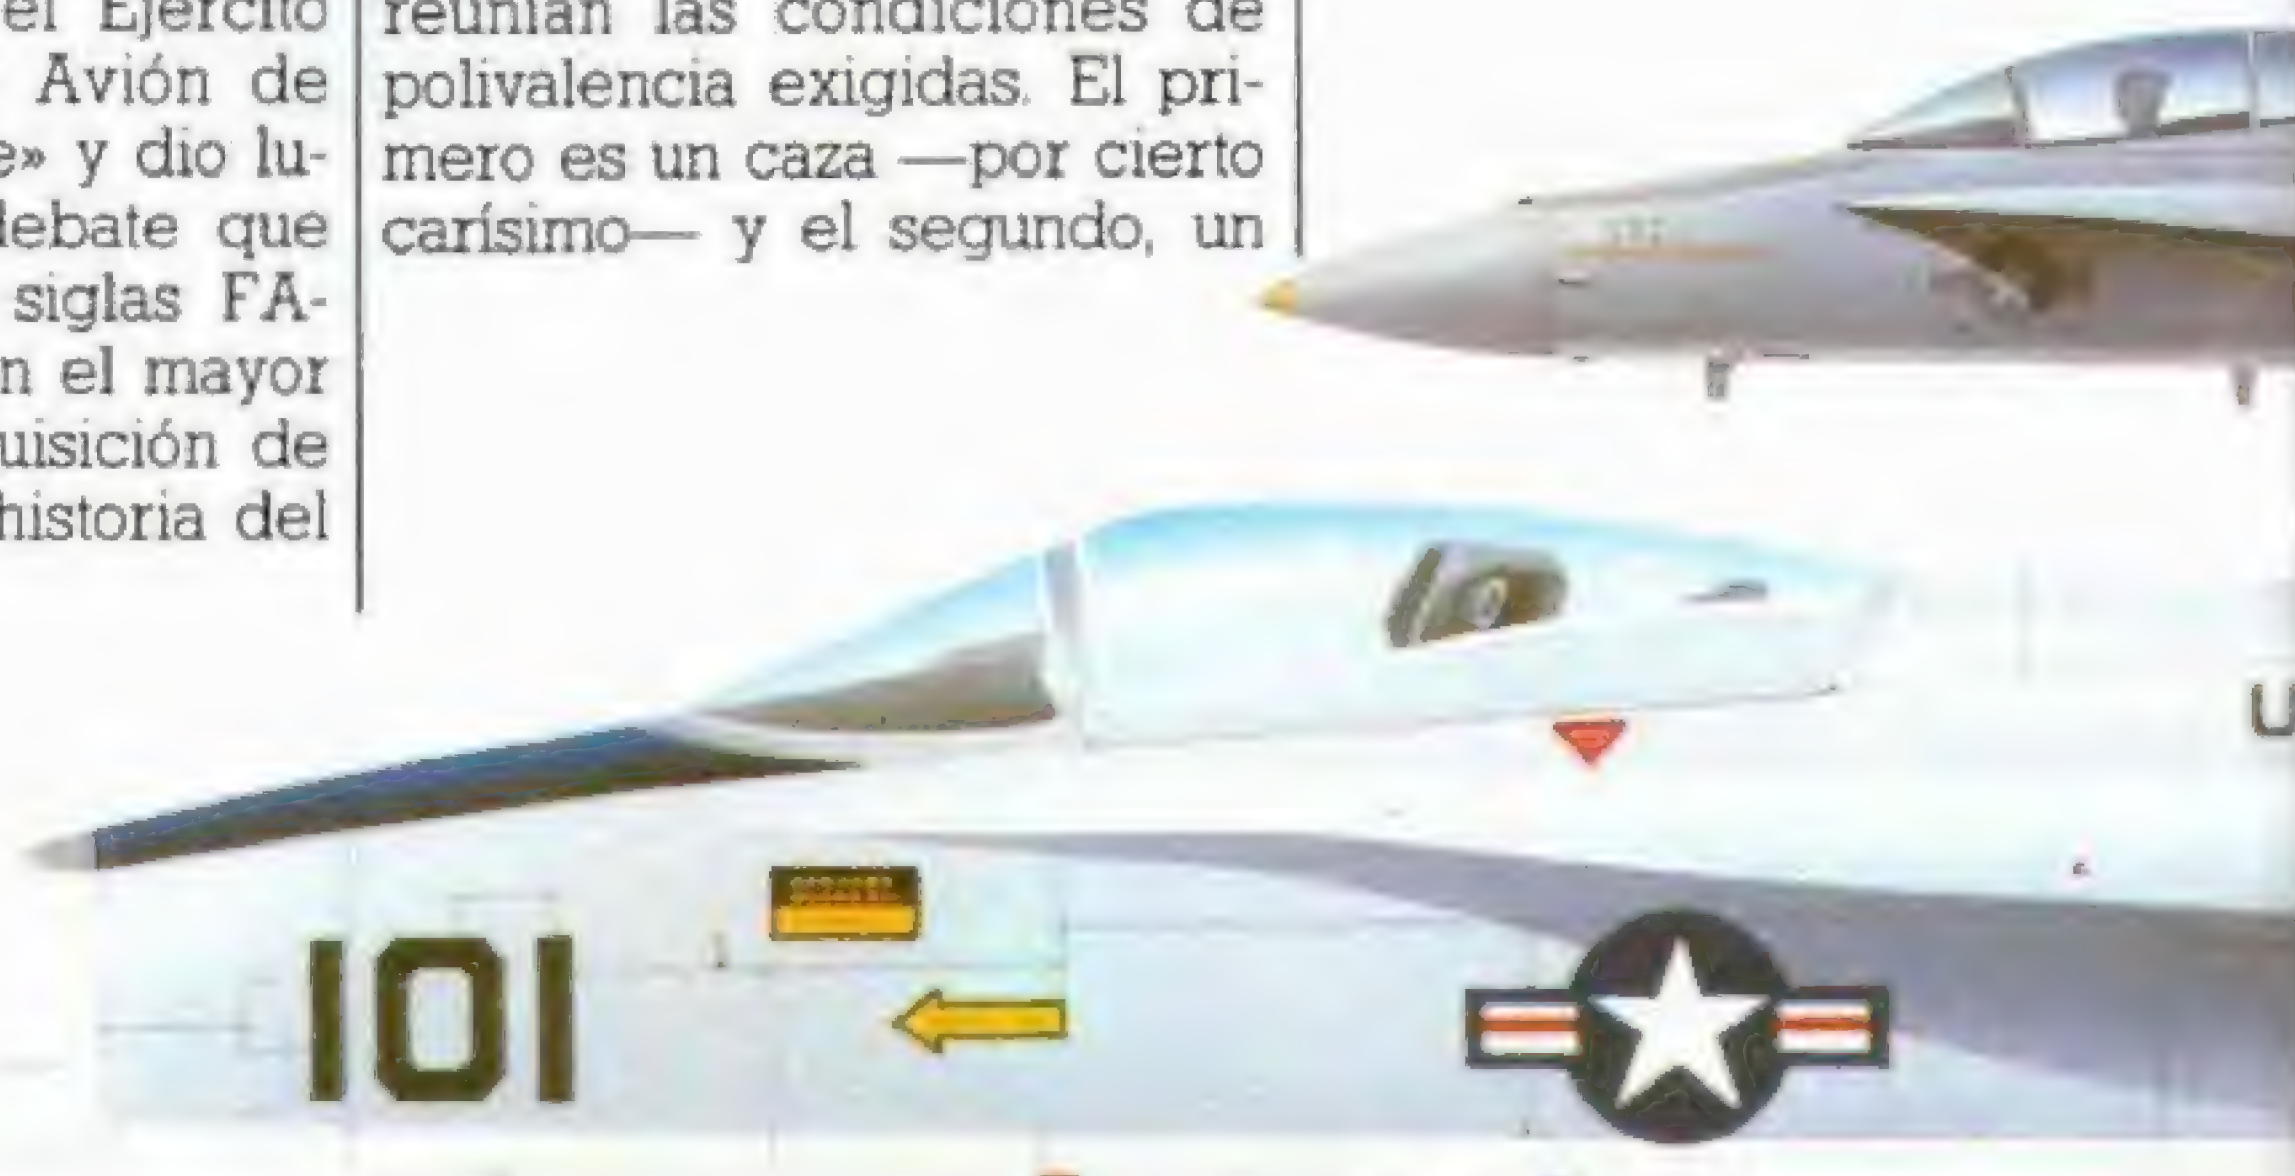 el Ejército
Avión de
e» y dio lu-
debate que
siglas FA-
n el mayor
uisición de
historia del
reunían las condiciones de
polivalencia exigidas. El pri-
mero es un caza —por cierto
carísimo— y el segundo, un
101
U